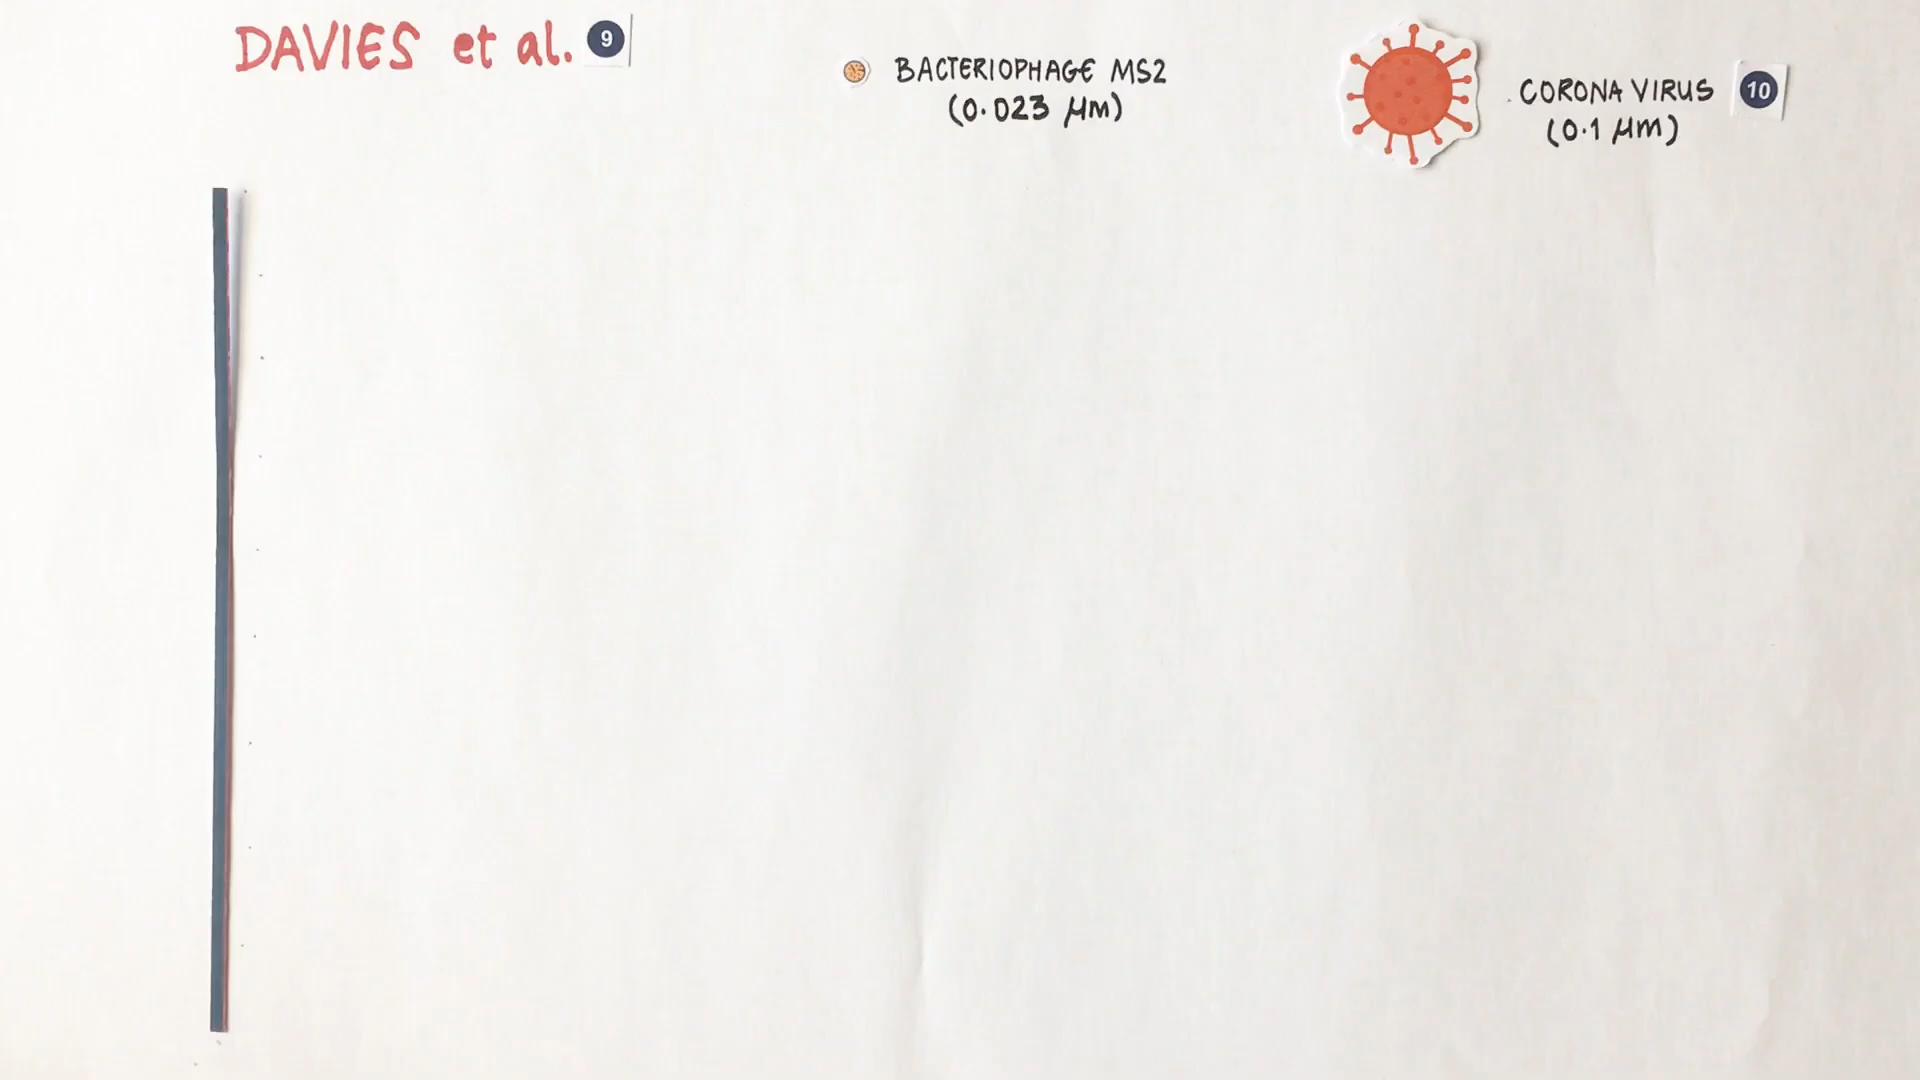 DAVIES et al. 9
BACTERIOPHAGE MS2
(0.023 µm)
CORONA VIRUS 10
(0.1 µm)